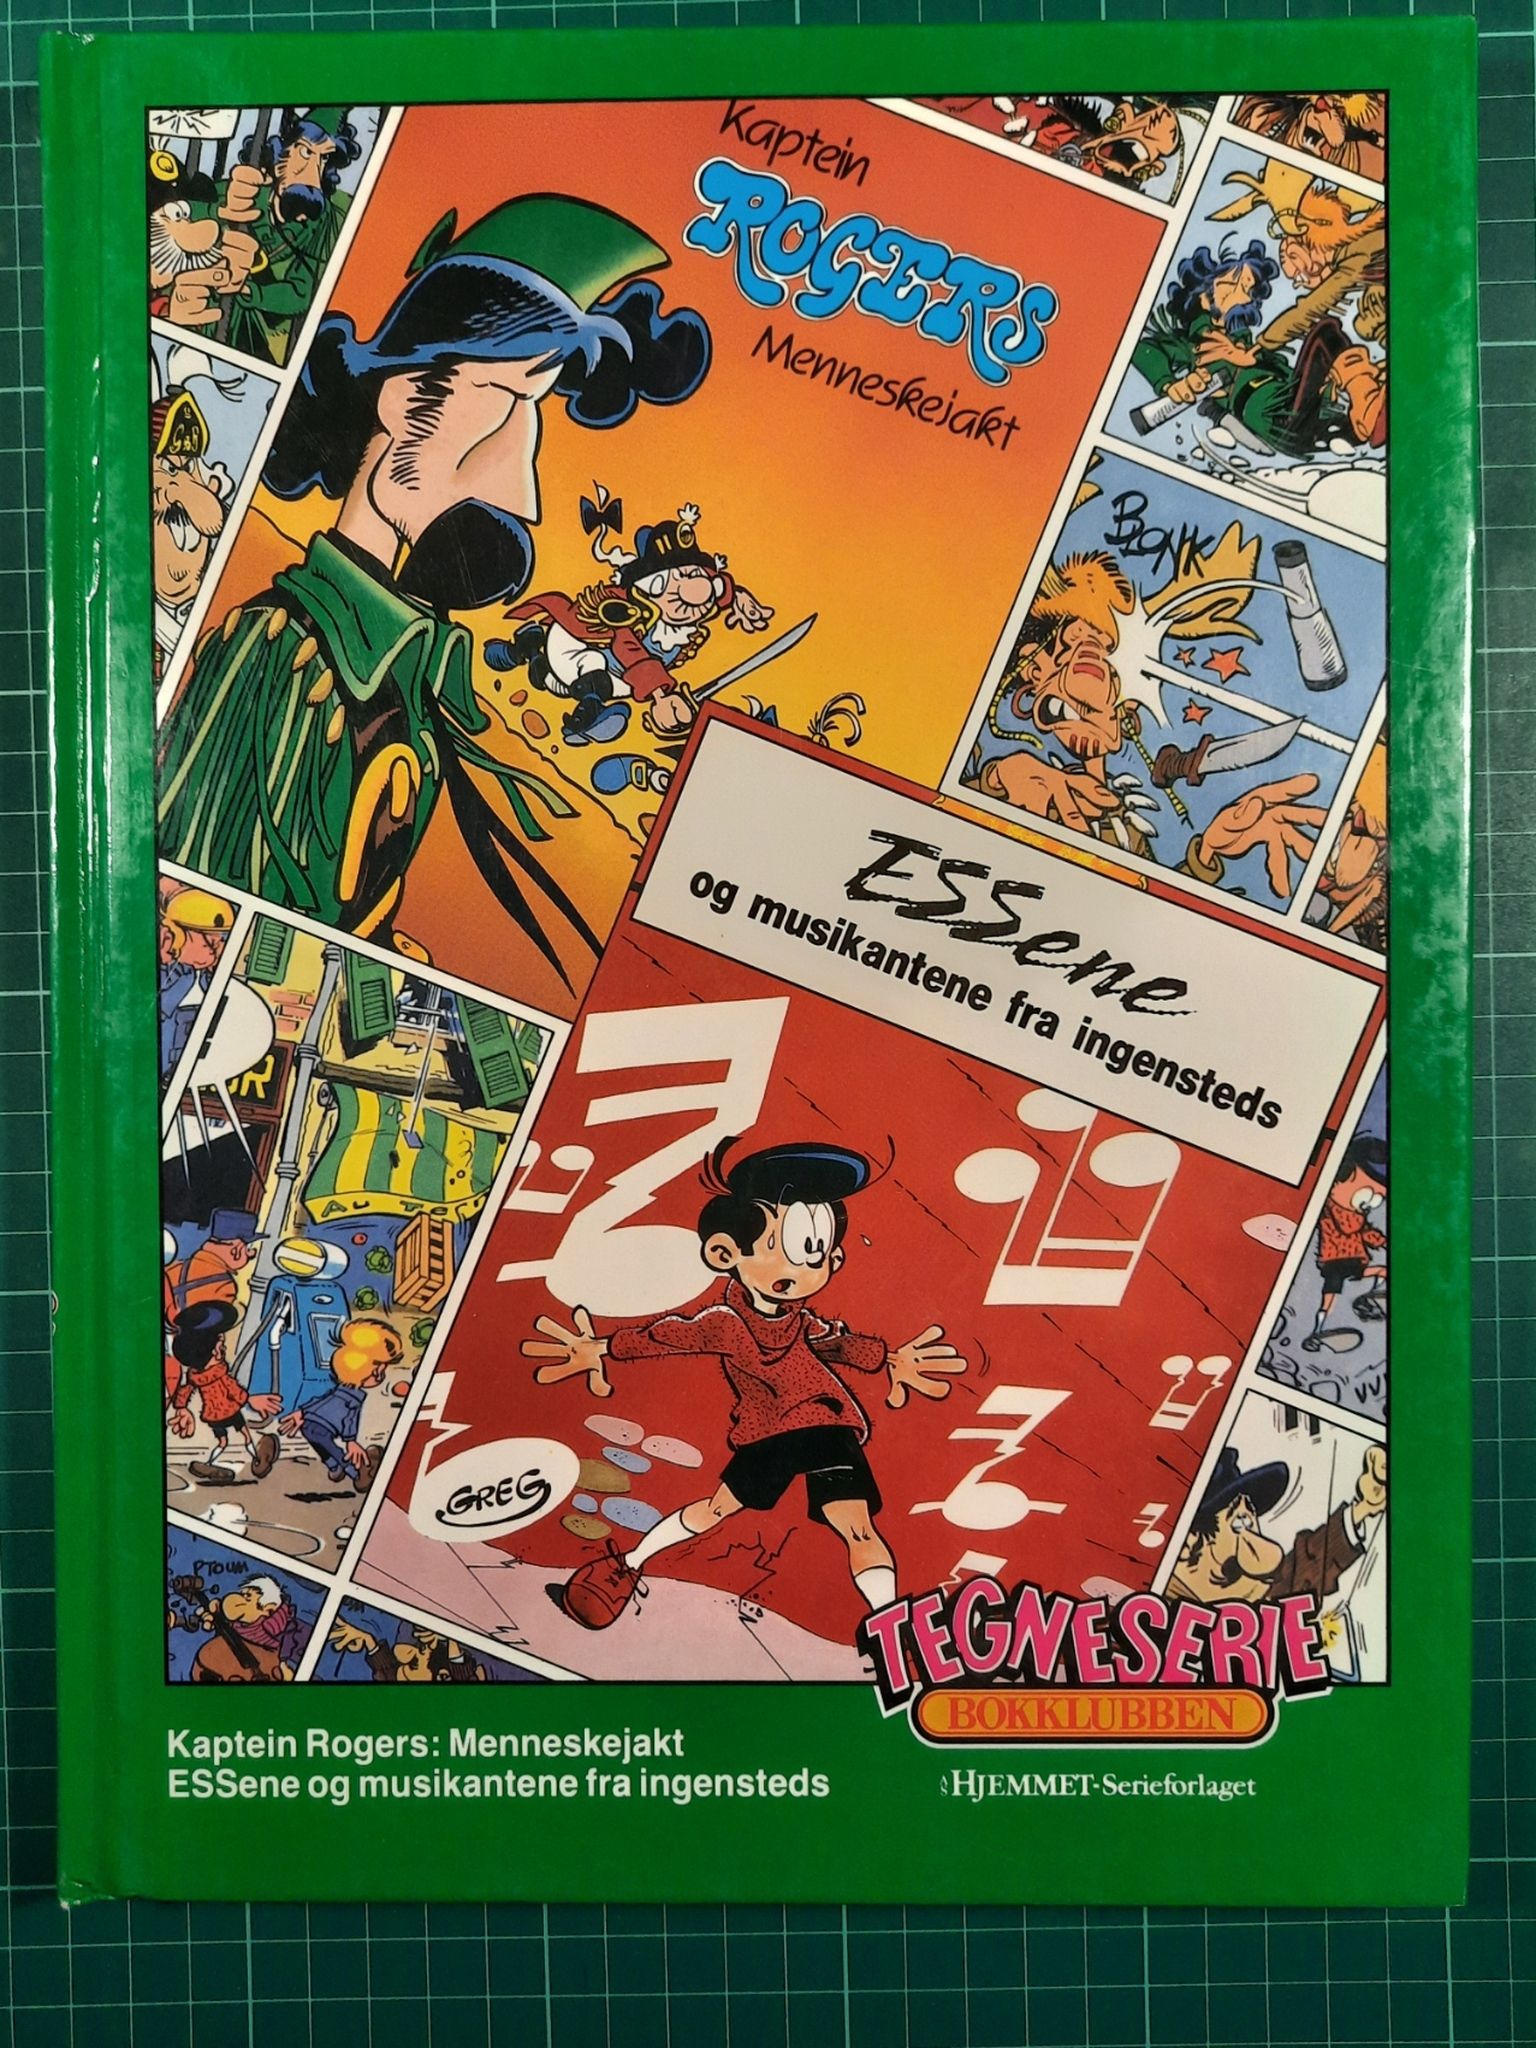 Kaptein
ROGERS
Menneskejakt
BLONK
ESSene
og musikantene fra ingensteds
GREG
PTOUM
TEGNESERIE
BOKKLUBBEN
Kaptein Rogers: Menneskejakt
ESSene og musikantene fra ingensteds
A/S HJEMMET-Serieforlaget